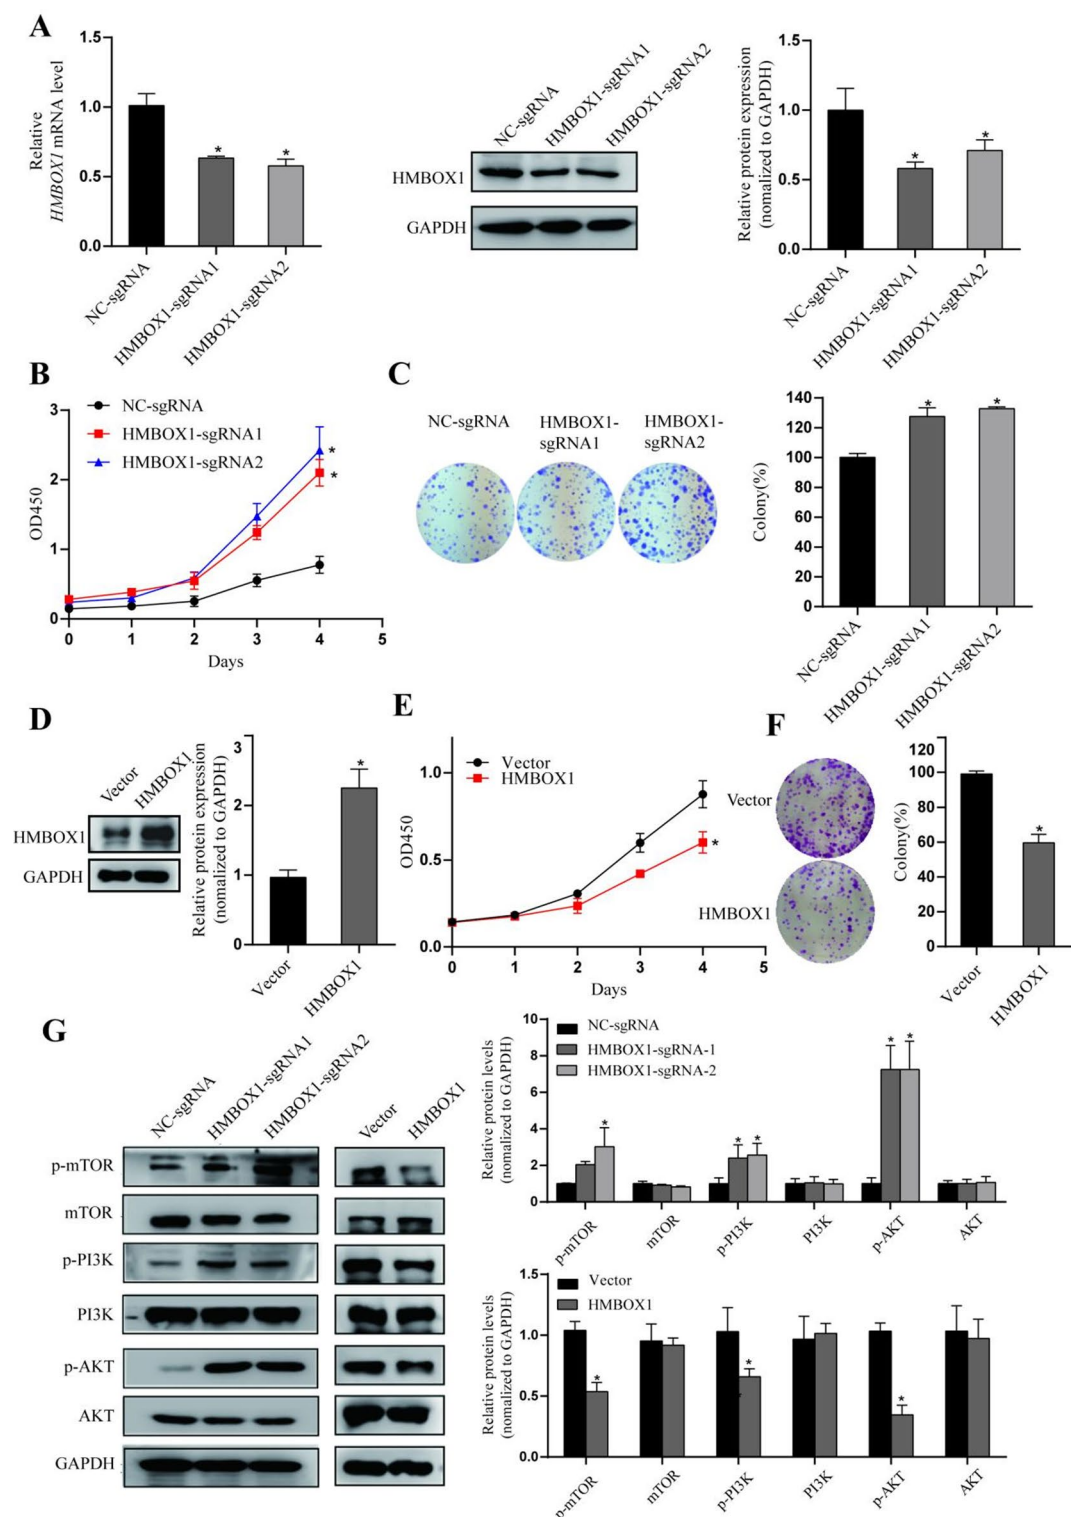 A
Relative
HMBOX1 mRNA level
1.5
1.0
0.5
0.0
*
*
NC-sgRNA
HMBOX1-sgRNA1
HMBOX1-sgRNA2
NC-sgRNA
HMBOX1-sgRNA1
HMBOX1-sgRNA2
HMBOX1
GAPDH
Relative protein expression
(nomalized to GAPDH)
1.5
1.0
0.5
0.0
*
*
NC-sgRNA
HMBOX1-sgRNA1
HMBOX1-sgRNA2
B
NC-sgRNA
HMBOX1-sgRNA1
HMBOX1-sgRNA2
OD450
3
2
1
0
*
*
0 1 2 3 4 5
Days
C
NC-sgRNA
HMBOX1-
sgRNA1
HMBOX1-
sgRNA2
Colony(%)
140
120
100
80
60
40
20
0
*
*
NC-sgRNA
HMBOX1-sgRNA1
HMBOX1-sgRNA2
D
Vector
HMBOX1
HMBOX1
GAPDH
Relative protein expression
(nomalized to GAPDH)
3
2
1
0
*
Vector
HMBOX1
E
Vector
HMBOX1
OD450
1.0
0.5
0.0
*
0 1 2 3 4 5
Days
F
Vector
HMBOX1
Colony(%)
120
100
80
60
40
20
0
*
Vector
HMBOX1
G
NC-sgRNA
HMBOX1-sgRNA1
HMBOX1-sgRNA2
Vector
HMBOX1
p-mTOR
mTOR
p-PI3K
PI3K
p-AKT
AKT
GAPDH
NC-sgRNA
HMBOX1-sgRNA-1
HMBOX1-sgRNA-2
Relative protein levels
(nomalized to GAPDH)
10
8
6
4
2
0
*
* *
* *
p-mTOR
mTOR
p-PI3K
PI3K
p-AKT
AKT
Vector
HMBOX1
Relative protein levels
(nomalized to GAPDH)
1.5
1.0
0.5
0.0
*
*
*
p-mTOR
mTOR
p-PI3K
PI3K
p-AKT
AKT